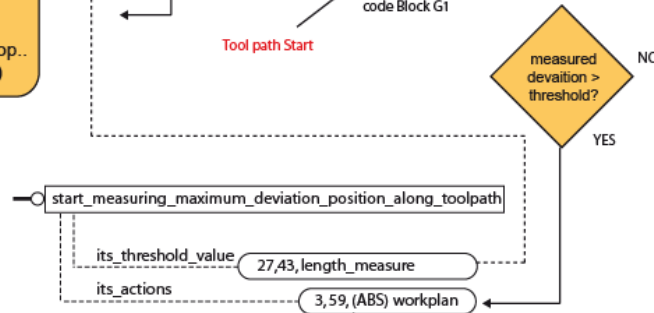 code Block G1
op..
)
Tool path Start
measured
devaition >
threshold?
NO
YES
start_measuring_maximum_deviation_position_along_toolpath
its_threshold_value
27,43,length_measure
its_actions
3,59,(ABS) workplan